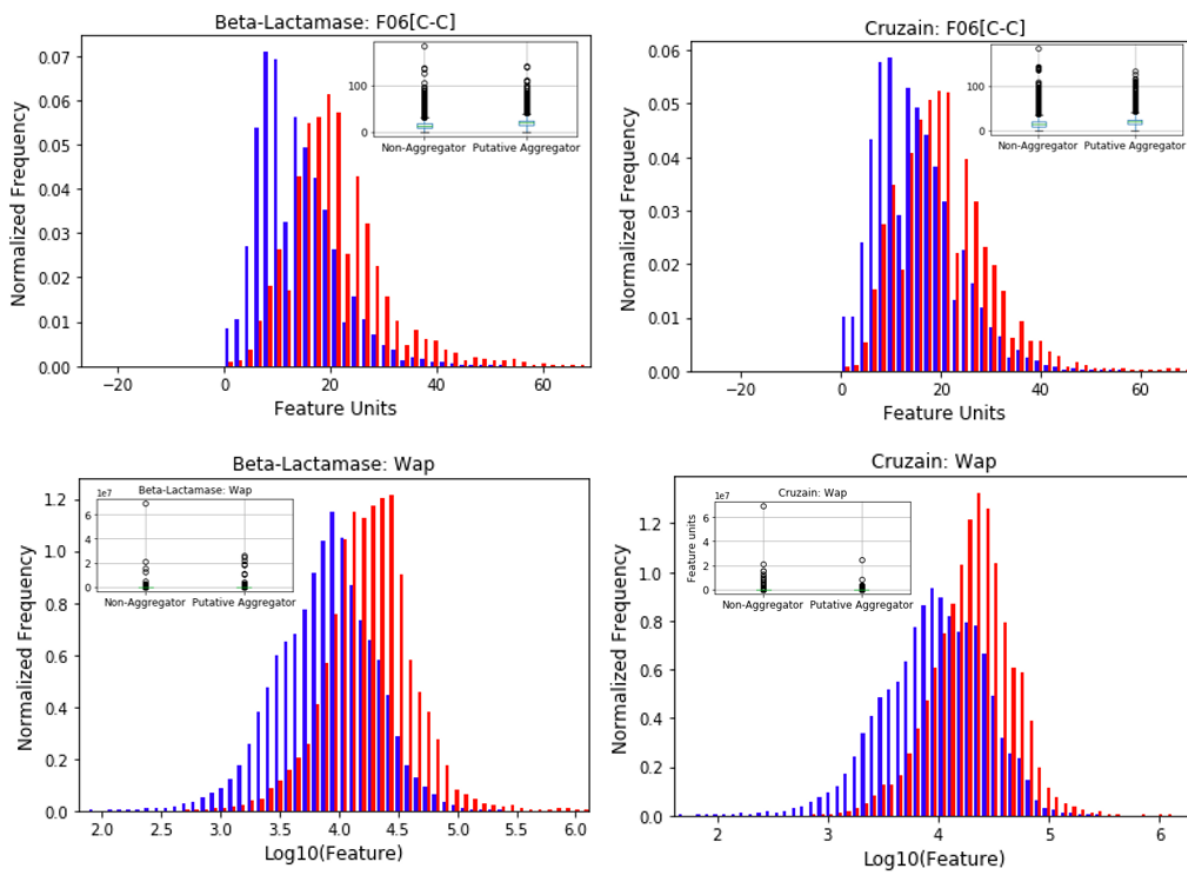 Beta-Lactamase: F06[C-C]
Normalized Frequency
0.07
0.06
0.05
0.04
0.03
0.02
0.01
0.00
100
0
Non-Aggregator Putative Aggregator
−20 0 20 40 60
Feature Units
Cruzain: F06[C-C]
Normalized Frequency
0.06
0.05
0.04
0.03
0.02
0.01
0.00
100
0
Non-Aggregator Putative Aggregator
−20 0 20 40 60
Feature Units
Beta-Lactamase: Wap
Normalized Frequency
1.2
1.0
0.8
0.6
0.4
0.2
0.0
1e7 Beta-Lactamase: Wap
6
4
2
0
Non-Aggregator Putative Aggregator
2.0 2.5 3.0 3.5 4.0 4.5 5.0 5.5 6.0
Log10(Feature)
Cruzain: Wap
Normalized Frequency
1.2
1.0
0.8
0.6
0.4
0.2
0.0
1e7 Cruzain: Wap
Feature units
6
4
2
0
Non-Aggregator Putative Aggregator
2 3 4 5 6
Log10(Feature)